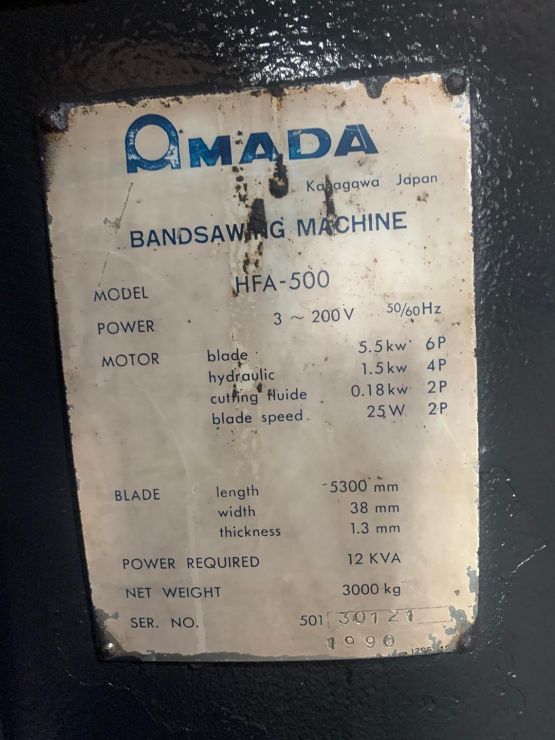 AMADA
Japan
BANDSAWING MACHINE
MODEL HFA-500
POWER 3 ~ 200V 50/60Hz
MOTOR blade 5.5kw 6P
hydraulic 1.5kw 4P
cutting fluide 0.18kw 2P
blade speed 25W 2P
BLADE length 5300 mm
width 38 mm
thickness 1.3 mm
POWER REQUIRED 12 KVA
NET WEIGHT 3000 kg
SER. NO. 501 30121
1990